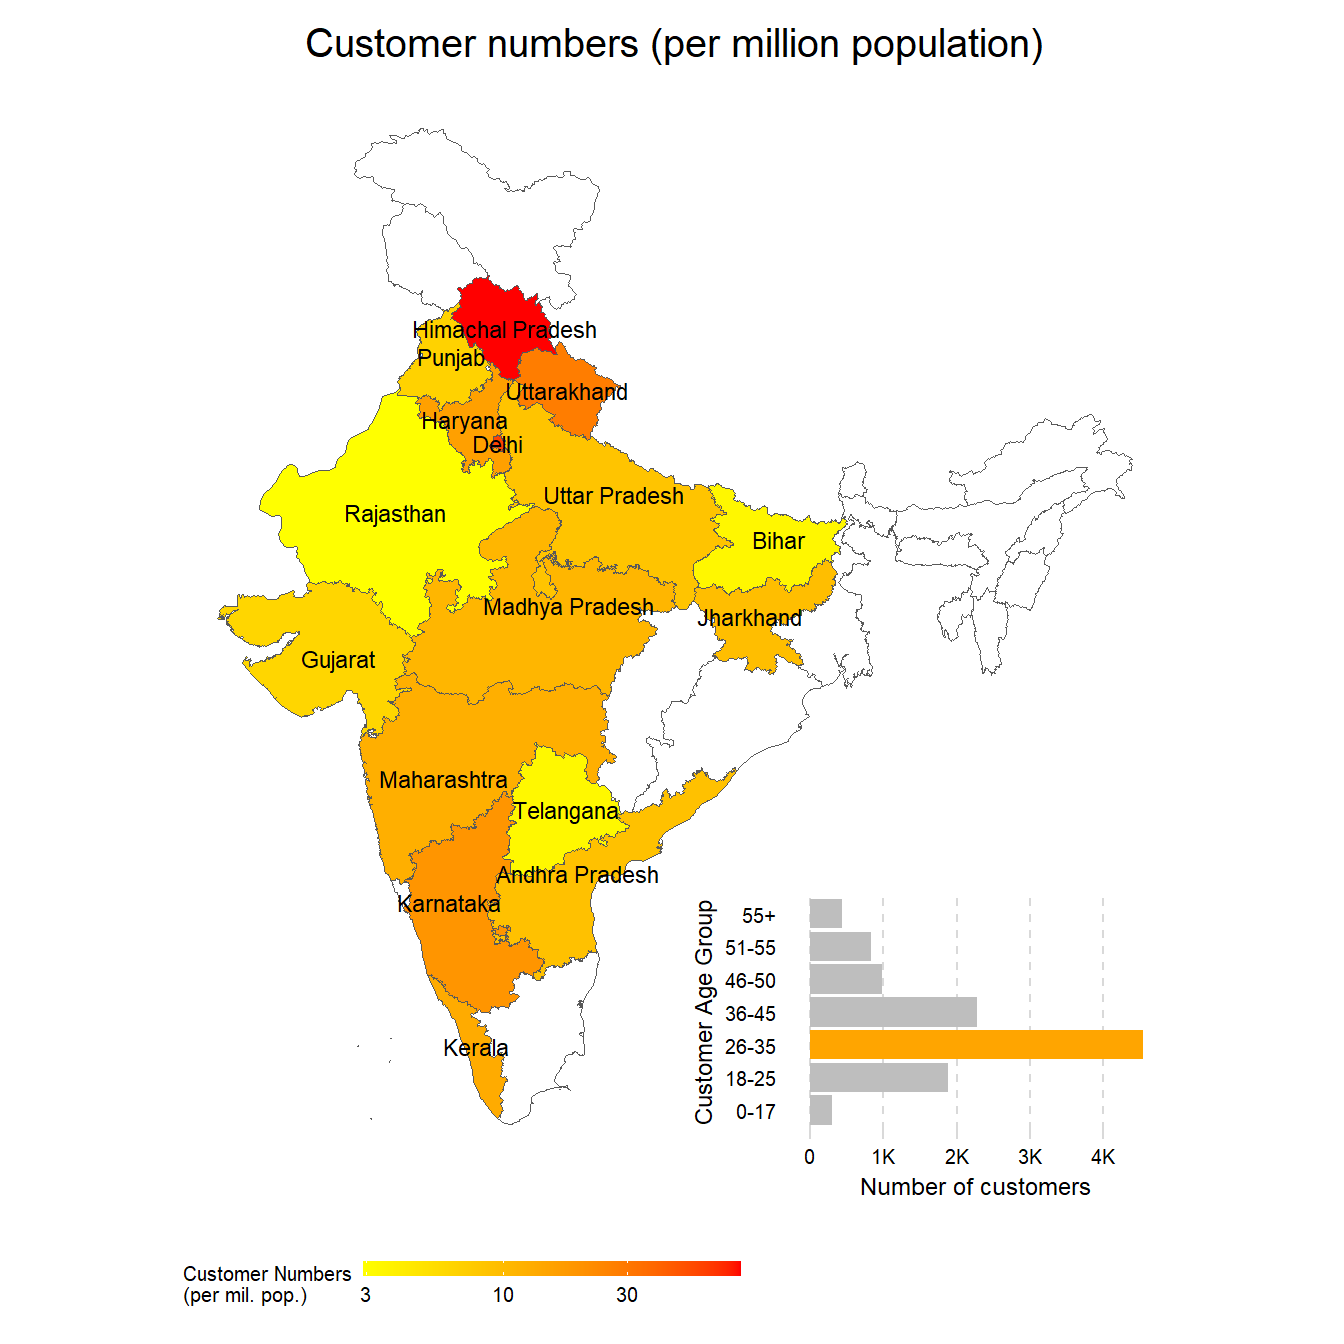 Customer numbers (per million population)
Himachal Pradesh
Punjab
Uttarakhand
Haryana
Delhi
Uttar Pradesh
Rajasthan
Bihar
Madhya Pradesh
Jharkhand
Gujarat
Maharashtra
Telangana
Andhra Pradesh
Karnataka
Kerala
Customer Age Group
55+
51-55
46-50
36-45
26-35
18-25
0-17
0 1K 2K 3K 4K
Number of customers
Customer Numbers
(per mil. pop.)
3 10 30